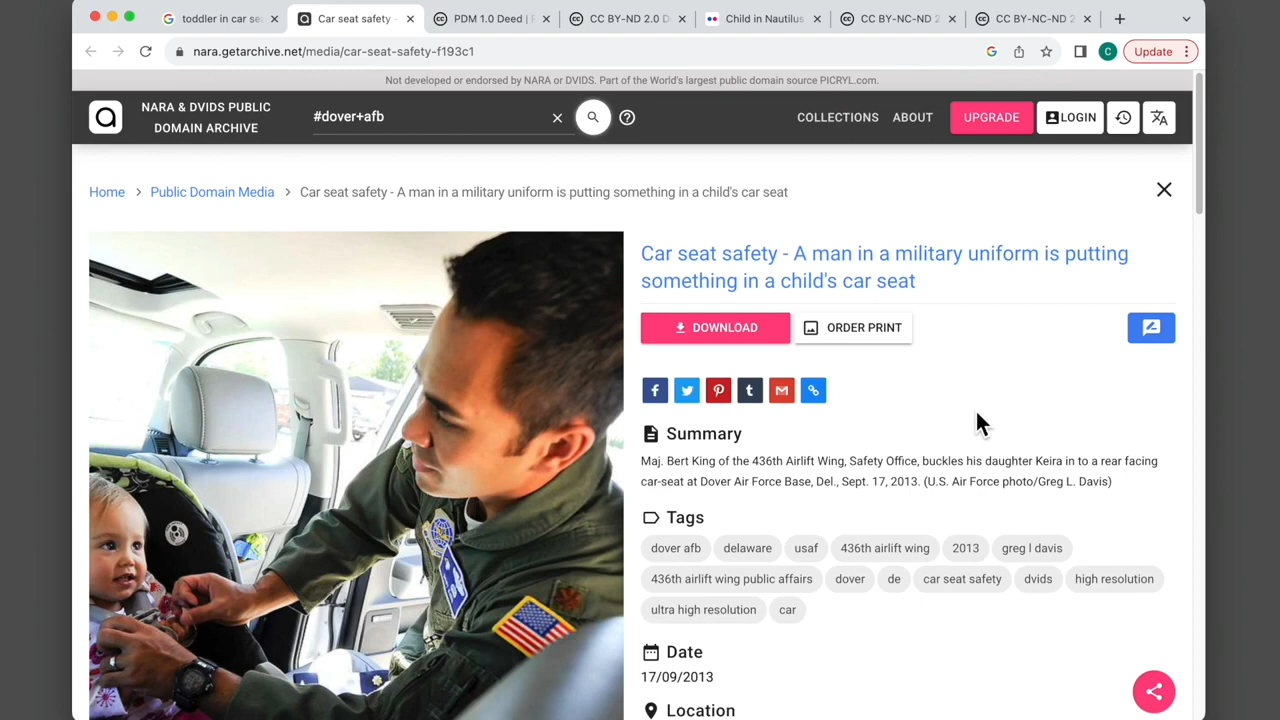 toddler in car se
Car seat safety -
PDM 1.0 Deed | P
CC BY-ND 2.0 D
Child in Nautilus
CC BY-NC-ND 2
CC BY-NC-ND 2
nara.getarchive.net/media/car-seat-safety-f193c1
C
Update
Not developed or endorsed by NARA or DVIDS. Part of the World's largest public domain source PICRYL.com.
NARA & DVIDS PUBLIC
DOMAIN ARCHIVE
#dover+afb
COLLECTIONS
ABOUT
UPGRADE
LOGIN
Home > Public Domain Media > Car seat safety - A man in a military uniform is putting something in a child's car seat
Car seat safety - A man in a military uniform is putting
something in a child's car seat
DOWNLOAD
ORDER PRINT
Summary
Maj. Bert King of the 436th Airlift Wing, Safety Office, buckles his daughter Keira in to a rear facing
car-seat at Dover Air Force Base, Del., Sept. 17, 2013. (U.S. Air Force photo/Greg L. Davis)
Tags
dover afb delaware usaf 436th airlift wing 2013 greg l davis
436th airlift wing public affairs dover de car seat safety dvids high resolution
ultra high resolution car
Date
17/09/2013
Location